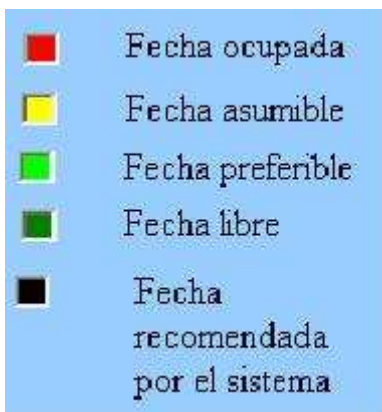 Fecha ocupada
Fecha asumible
Fecha preferible
Fecha libre
Fecha
recomendada
por el sistema